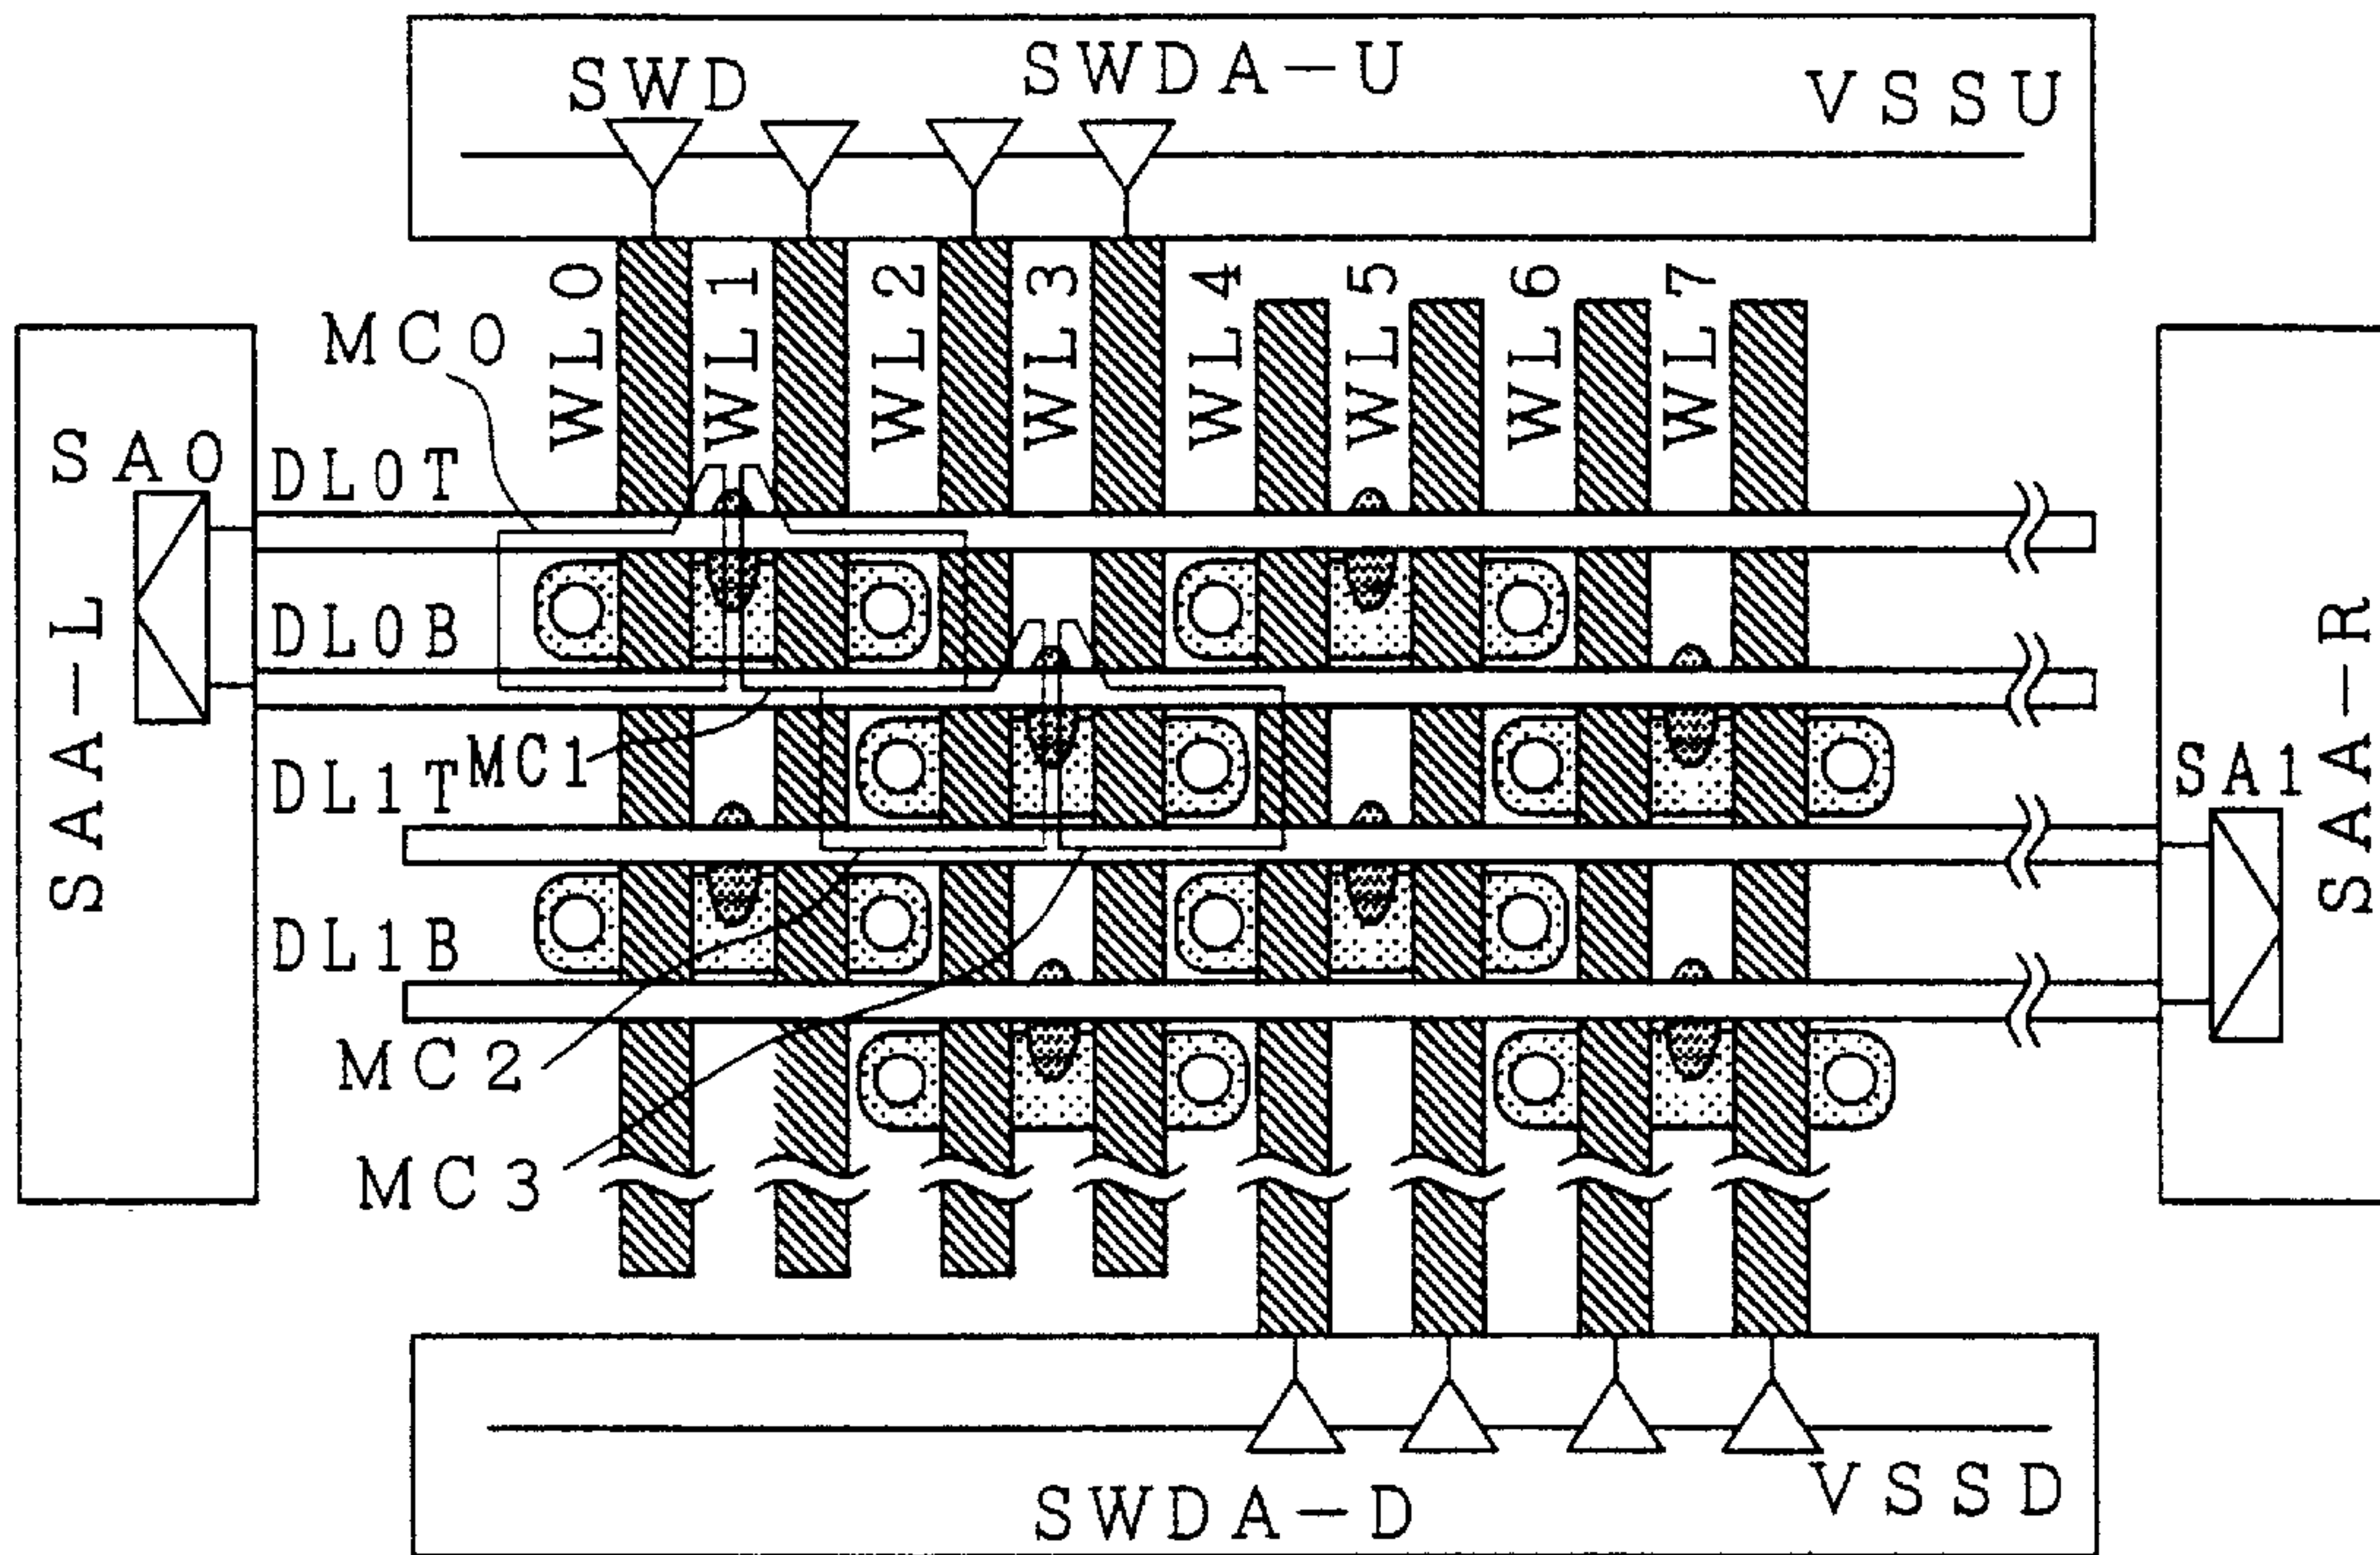 SWD
SWDA-U
VSSU
WL0
WL1
WL2
WL3
WL4
WL5
WL6
WL7
MC0
SA0
DL0T
DL0B
SAA-L
SAA-R
MC1
DL1T
SA1
DL1B
MC2
MC3
VSSD
SWDA-D